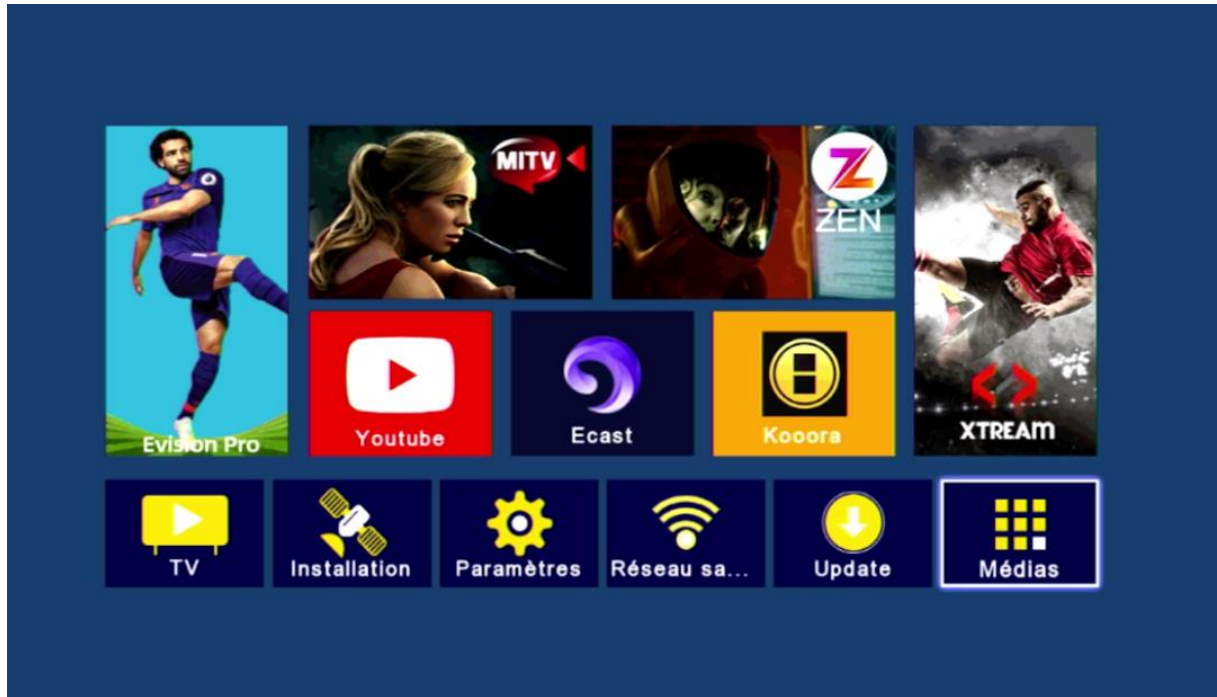 MITV
ZEN
Evision Pro
Youtube
Ecast
Kooora
XTREAM
TV
Installation
Paramètres
Réseau sa...
Update
Médias